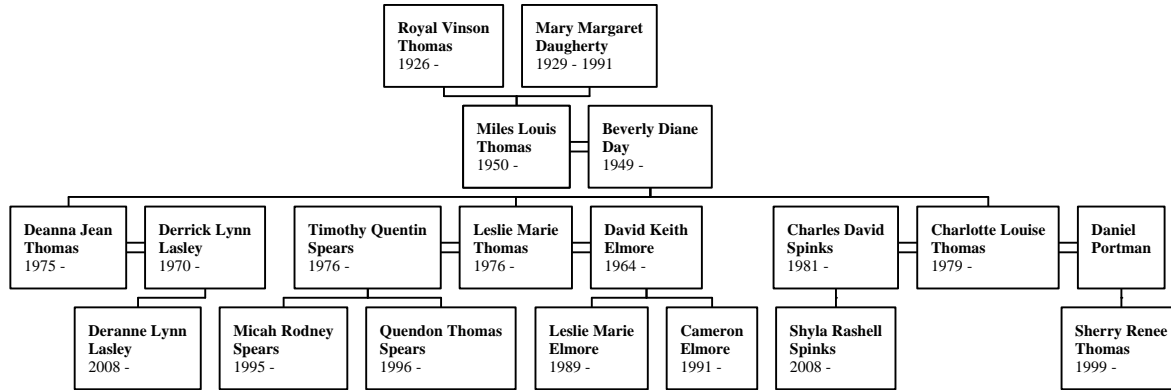 Royal Vinson
Thomas
1926 -
Mary Margaret
Daugherty
1929 - 1991
Miles Louis
Thomas
1950 -
Beverly Diane
Day
1949 -
Deanna Jean
Thomas
1975 -
Derrick Lynn
Lasley
1970 -
Timothy Quentin
Spears
1976 -
Leslie Marie
Thomas
1976 -
David Keith
Elmore
1964 -
Charles David
Spinks
1981 -
Charlotte Louise
Thomas
1979 -
Daniel
Portman
Deranne Lynn
Lasley
2008 -
Micah Rodney
Spears
1995 -
Quendon Thomas
Spears
1996 -
Leslie Marie
Elmore
1989 -
Cameron
Elmore
1991 -
Shyla Rashell
Spinks
2008 -
Sherry Renee
Thomas
1999 -